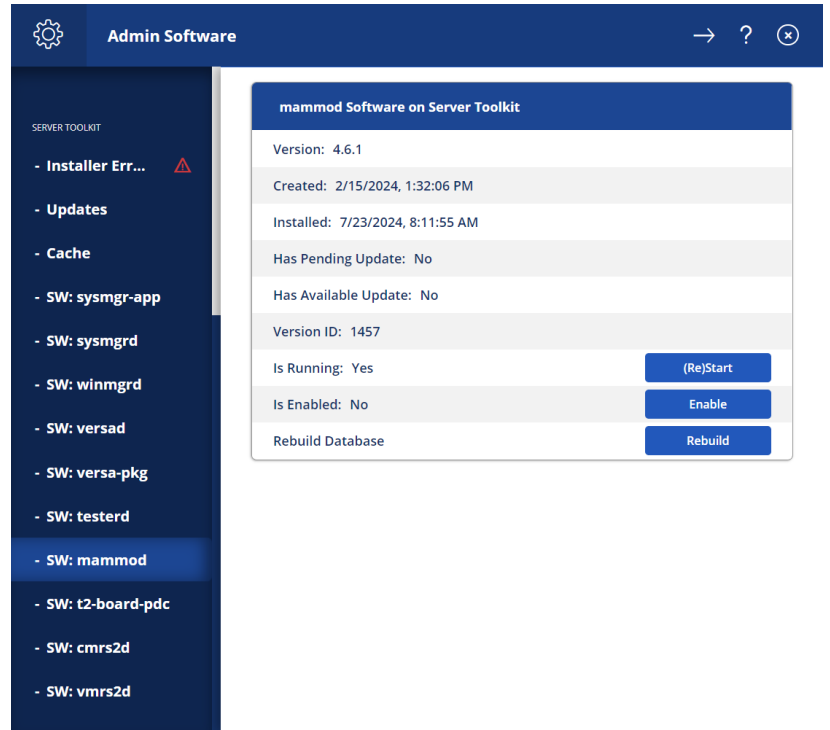 Admin Software
?
SERVER TOOLKIT
- Installer Err...
- Updates
- Cache
- SW: sysmgr-app
- SW: sysmgrd
- SW: winmgrd
- SW: versad
- SW: versa-pkg
- SW: testerd
- SW: mammod
- SW: t2-board-pdc
- SW: cmrs2d
- SW: vmrs2d
mammod Software on Server Toolkit
Version: 4.6.1
Created: 2/15/2024, 1:32:06 PM
Installed: 7/23/2024, 8:11:55 AM
Has Pending Update: No
Has Available Update: No
Version ID: 1457
Is Running: Yes (Re)Start
Is Enabled: No Enable
Rebuild Database Rebuild